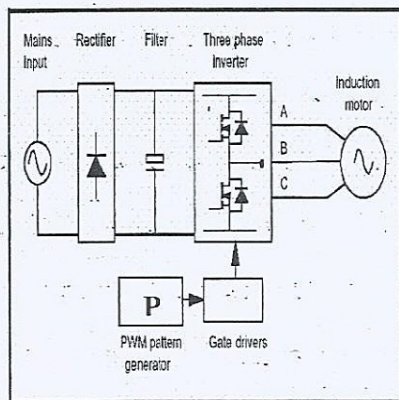 Mains
Input
Rectifier
Filter
Three phase
Inverter
Induction
motor
A
B
C
P
PWM pattern
generator
Gate drivers